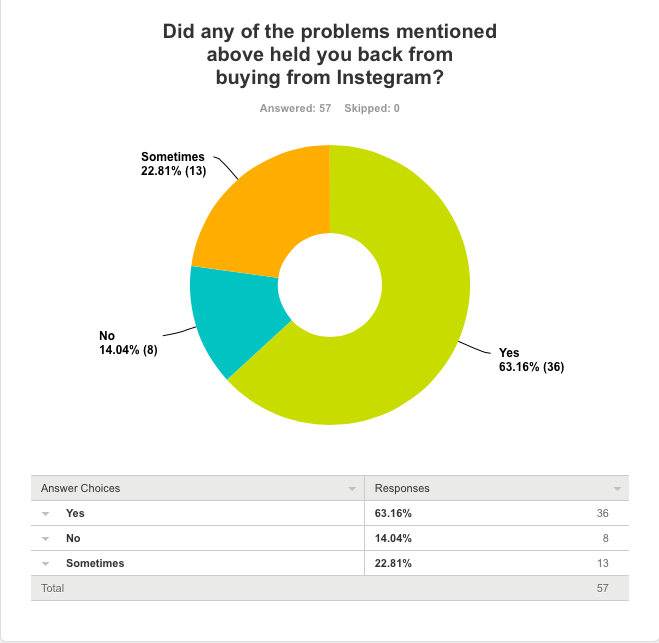 Did any of the problems mentioned
above held you back from
buying from Instegram?
Answered: 57 Skipped: 0
Sometimes
22.81% (13)
No
14.04% (8)
Yes
63.16% (36)
Answer Choices Responses
Yes 63.16% 36
No 14.04% 8
Sometimes 22.81% 13
Total 57